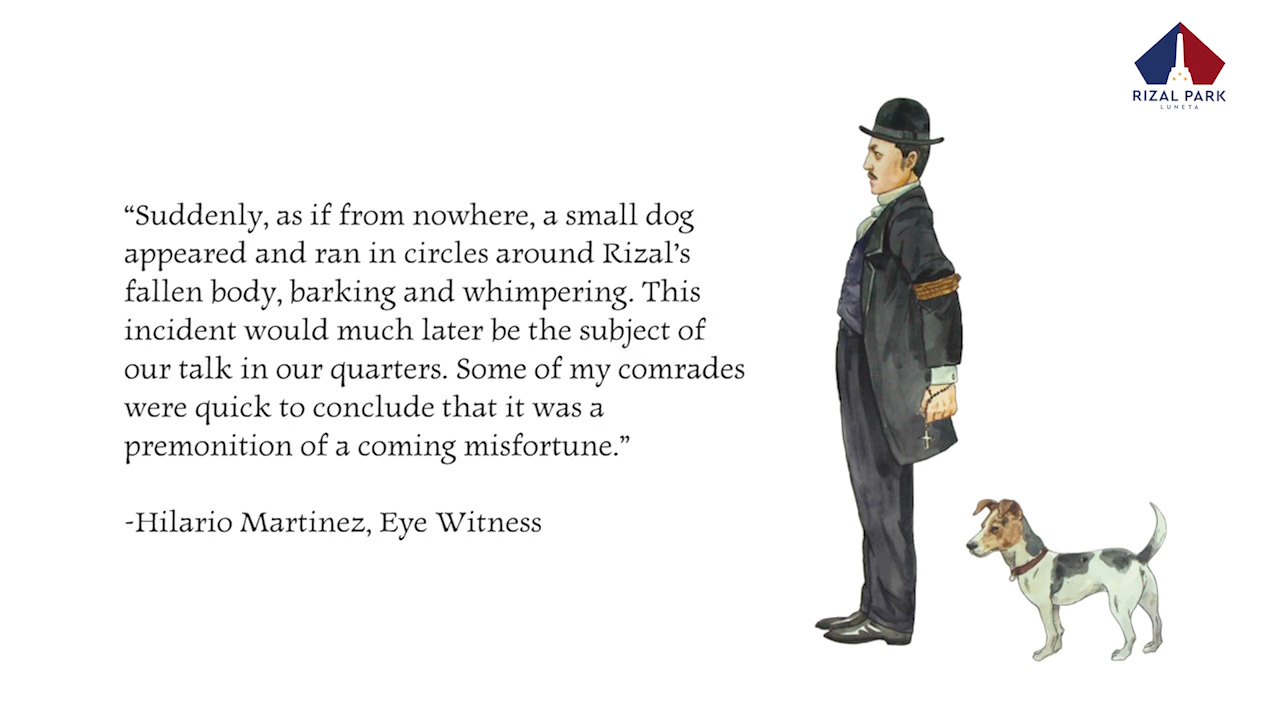 RIZAL PARK
LUNETA
“Suddenly, as if from nowhere, a small dog
appeared and ran in circles around Rizal’s
fallen body, barking and whimpering. This
incident would much later be the subject of
our talk in our quarters. Some of my comrades
were quick to conclude that it was a
premonition of a coming misfortune.”
-Hilario Martinez, Eye Witness